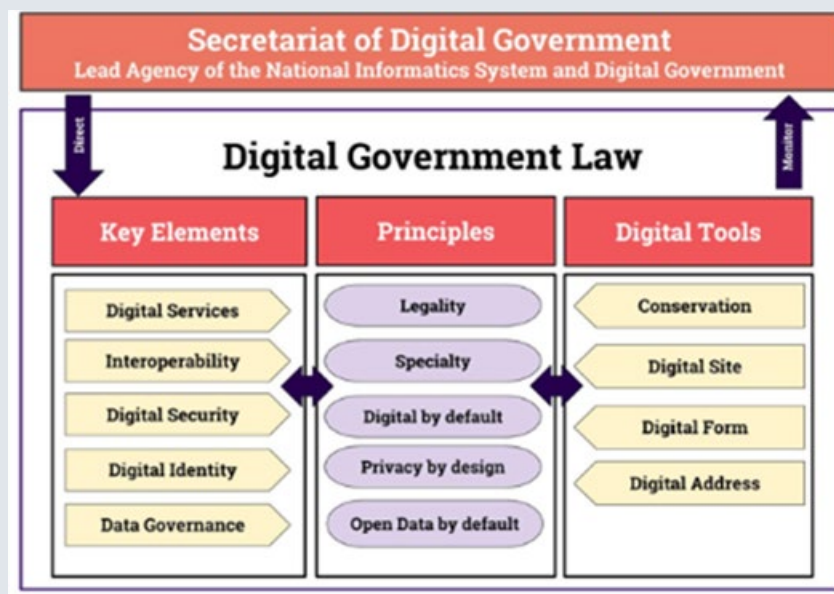 Secretariat of Digital Government
Lead Agency of the National Informatics System and Digital Government
Direct
Monitor
Digital Government Law
Key Elements
Principles
Digital Tools
Digital Services
Interoperability
Digital Security
Digital Identity
Data Governance
Legality
Specialty
Digital by default
Privacy by design
Open Data by default
Conservation
Digital Site
Digital Form
Digital Address